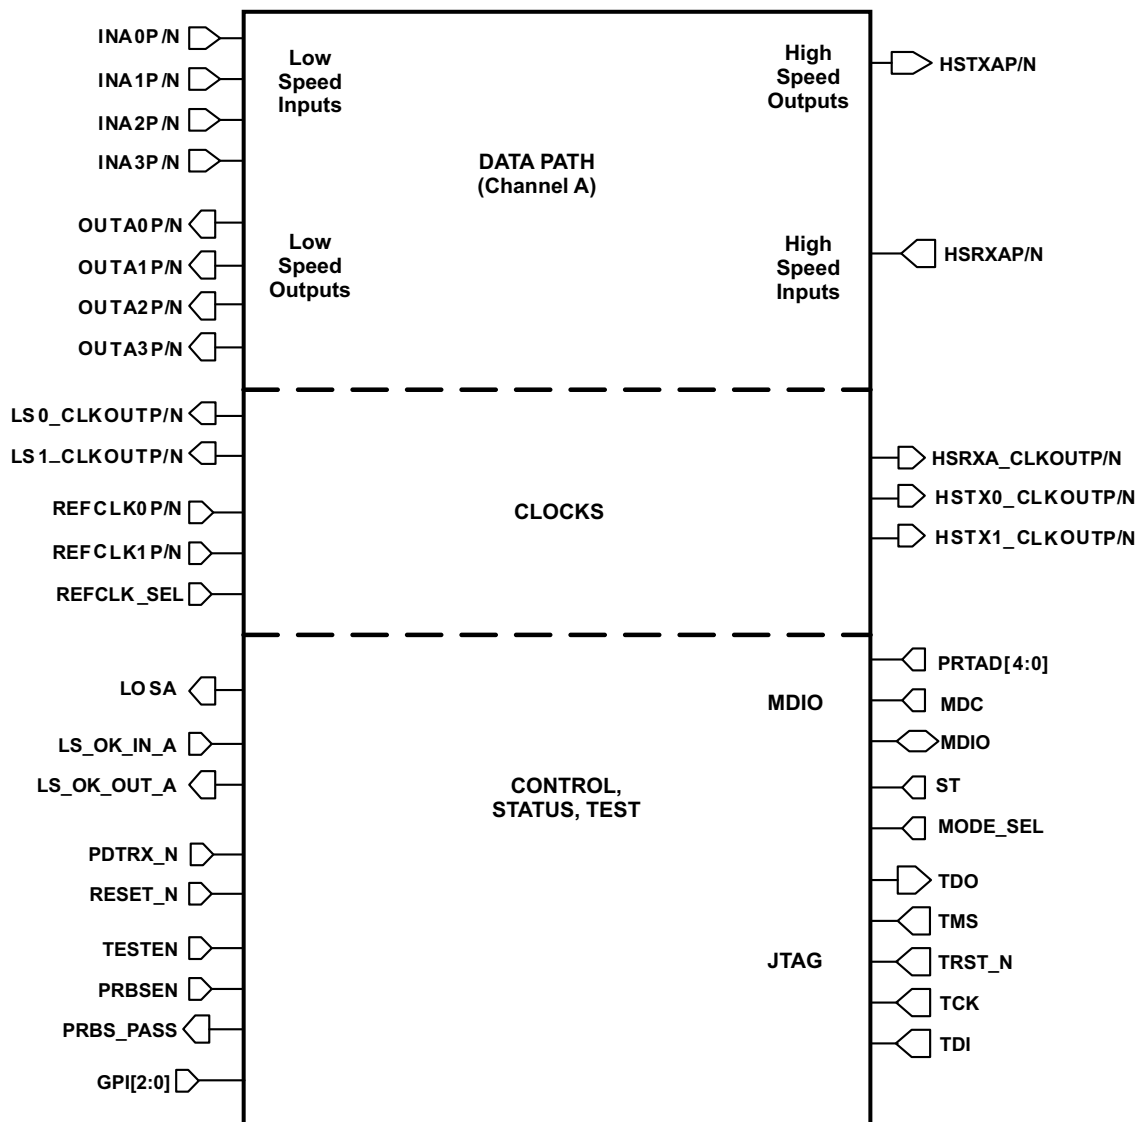 INA0P/N
INA1P/N
INA2P/N
INA3P/N
OUTA0P/N
OUTA1P/N
OUTA2P/N
OUTA3P/N
Low
Speed
Inputs
Low
Speed
Outputs
DATA PATH
(Channel A)
High
Speed
Outputs
High
Speed
Inputs
HSTXAP/N
HSRXAP/N
LS0_CLKOUTP/N
LS1_CLKOUTP/N
REFCLK0P/N
REFCLK1P/N
REFCLK_SEL
CLOCKS
HSRXA_CLKOUTP/N
HSTX0_CLKOUTP/N
HSTX1_CLKOUTP/N
LOSA
LS_OK_IN_A
LS_OK_OUT_A
PDTRX_N
RESET_N
TESTEN
PRBSEN
PRBS_PASS
GPI[2:0]
CONTROL,
STATUS, TEST
MDIO
JTAG
PRTAD[4:0]
MDC
MDIO
ST
MODE_SEL
TDO
TMS
TRST_N
TCK
TDI